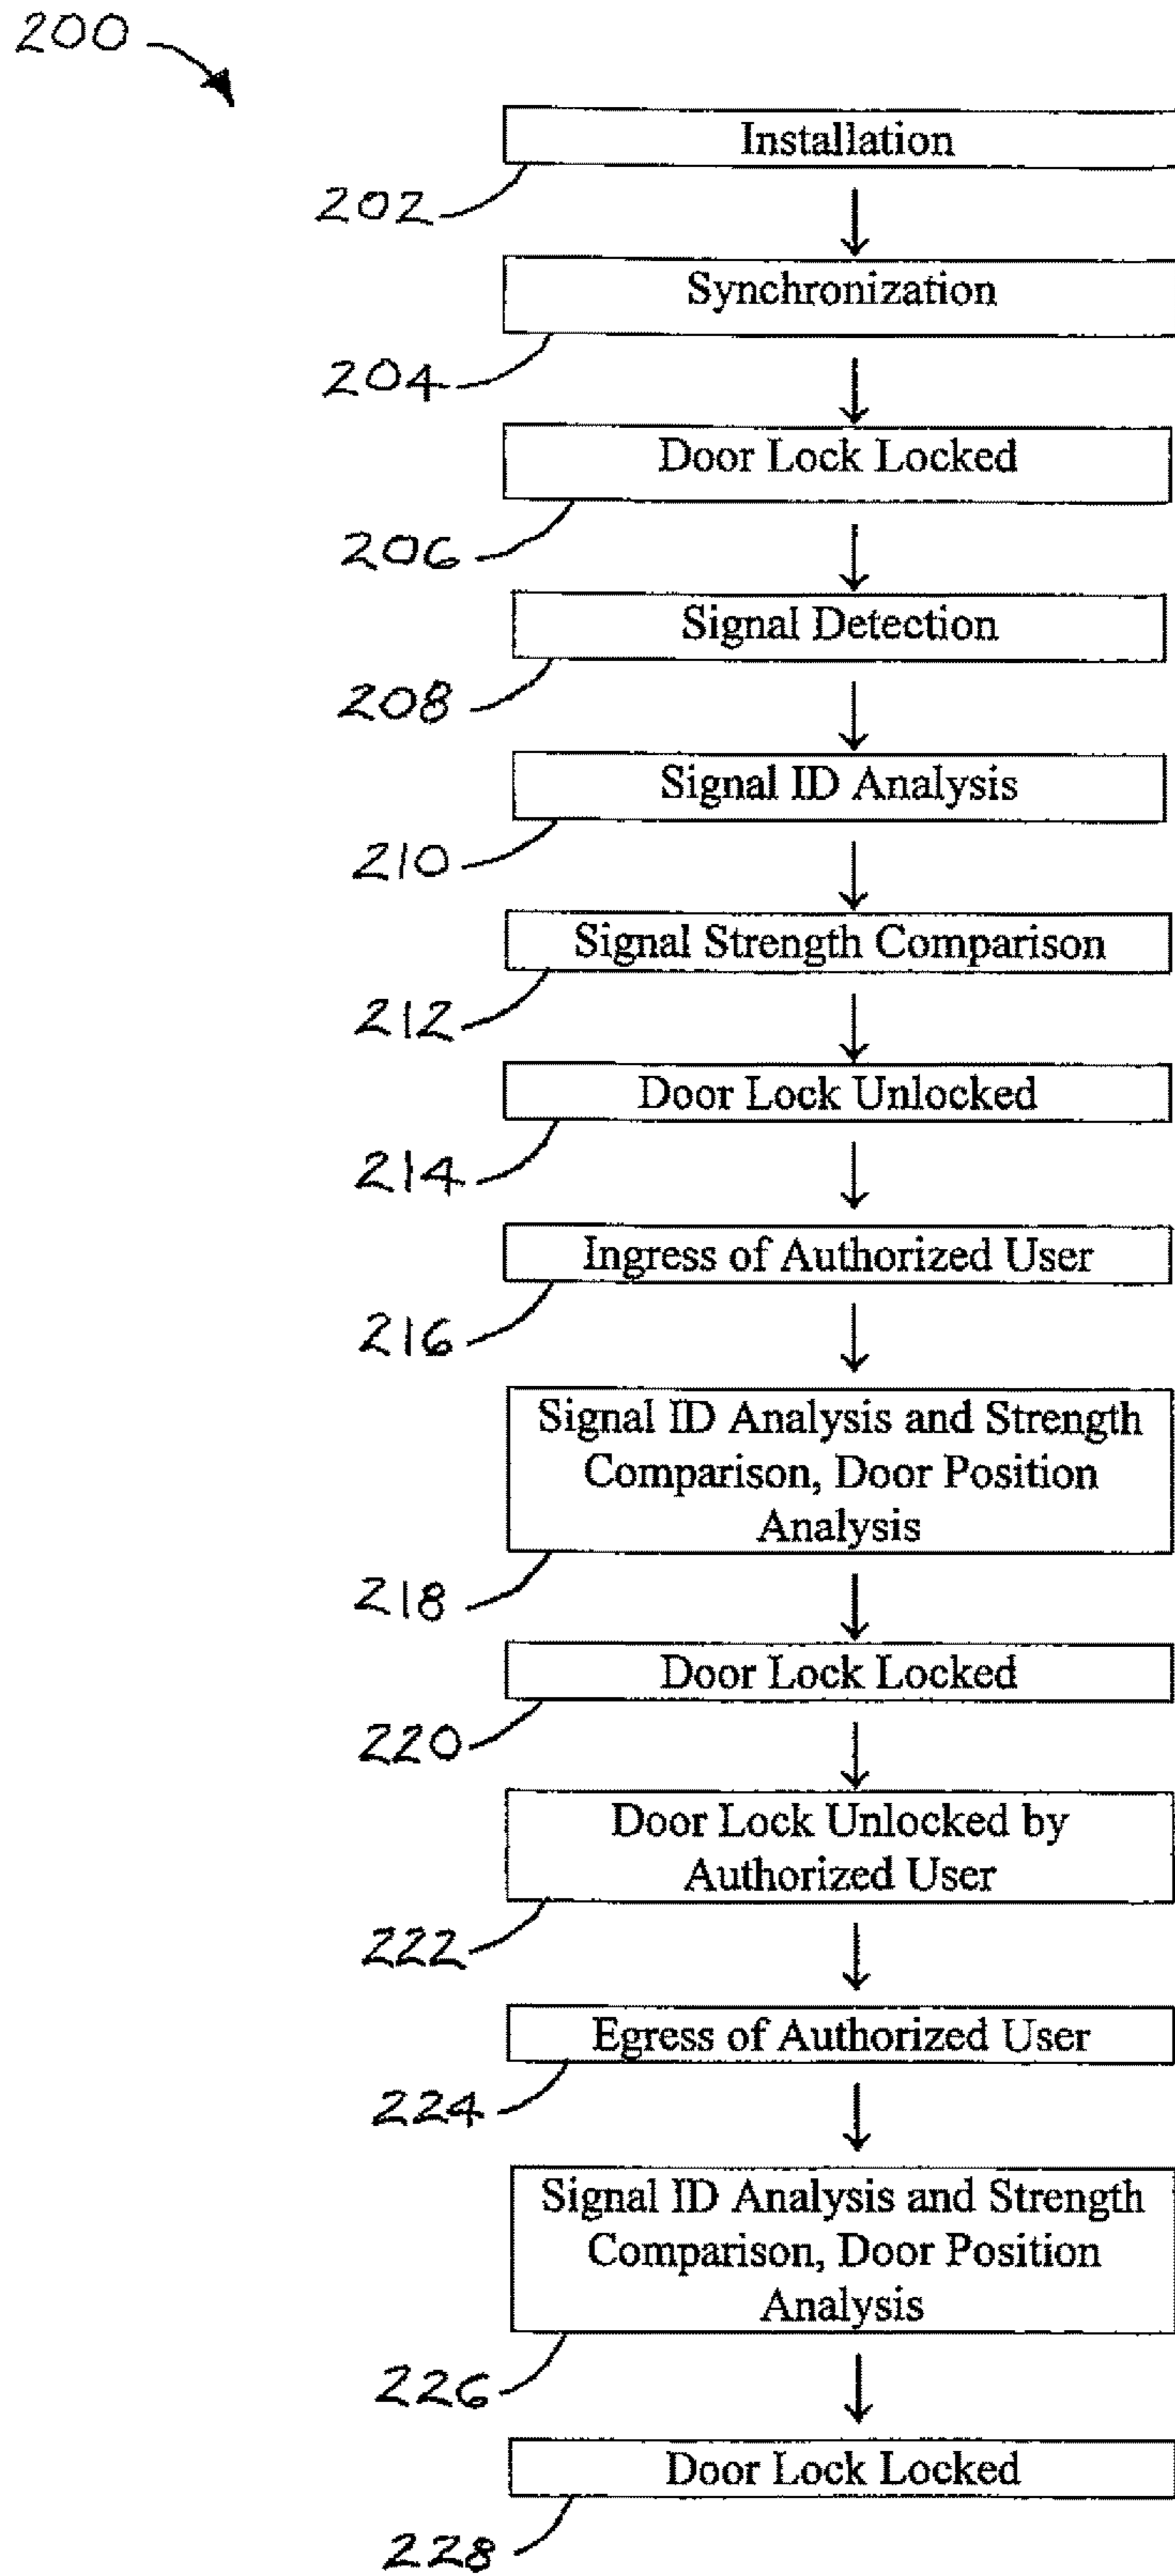 200
Installation
202
Synchronization
204
Door Lock Locked
206
Signal Detection
208
Signal ID Analysis
210
Signal Strength Comparison
212
Door Lock Unlocked
214
Ingress of Authorized User
216
Signal ID Analysis and Strength
Comparison, Door Position
Analysis
218
Door Lock Locked
220
Door Lock Unlocked by
Authorized User
222
Egress of Authorized User
224
Signal ID Analysis and Strength
Comparison, Door Position
Analysis
226
Door Lock Locked
228